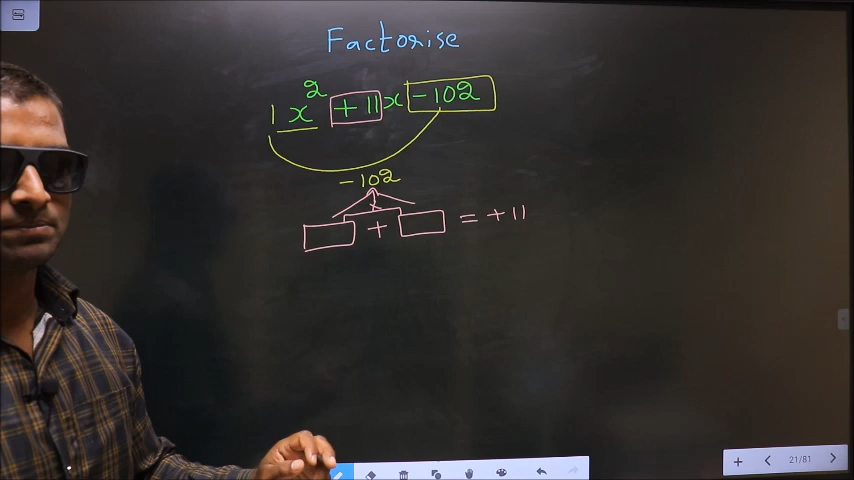 Factorise
1x² + 11x - 102
- 102
×
+ = + 11
21/81